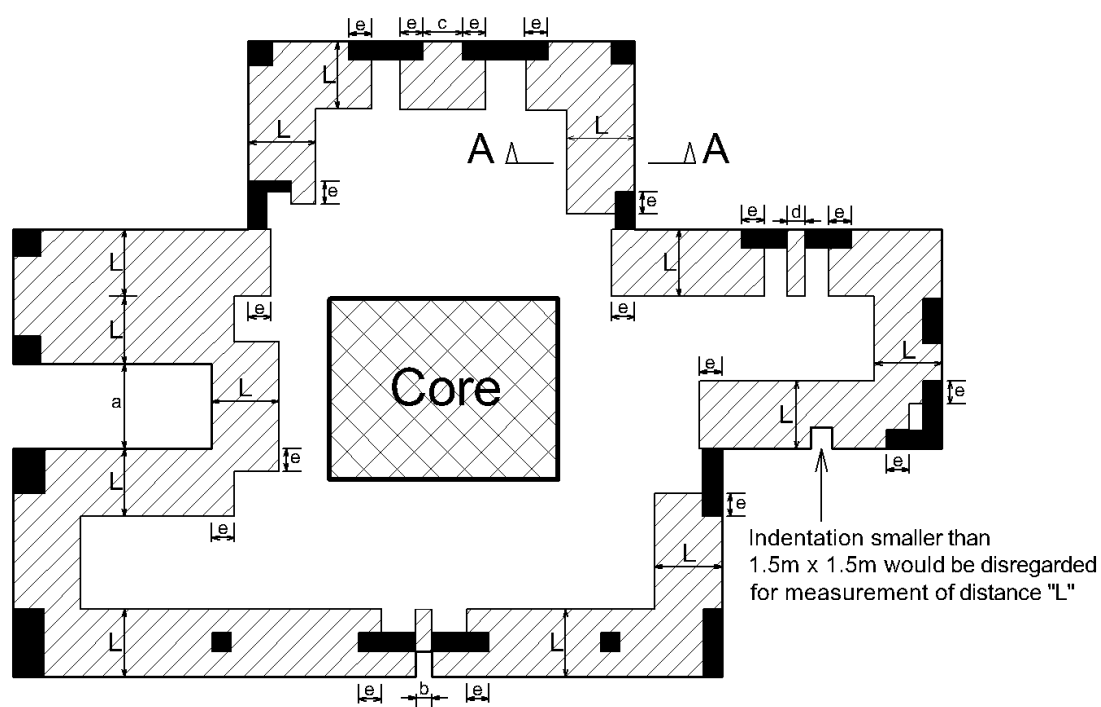 e e c e e
L
L L
A A
e e
e d e
L L
e e
L
a L Core e L
L e
L e
e e
e
L
Indentation smaller than
1.5m x 1.5m would be disregarded
for measurement of distance "L"
L L
e b e